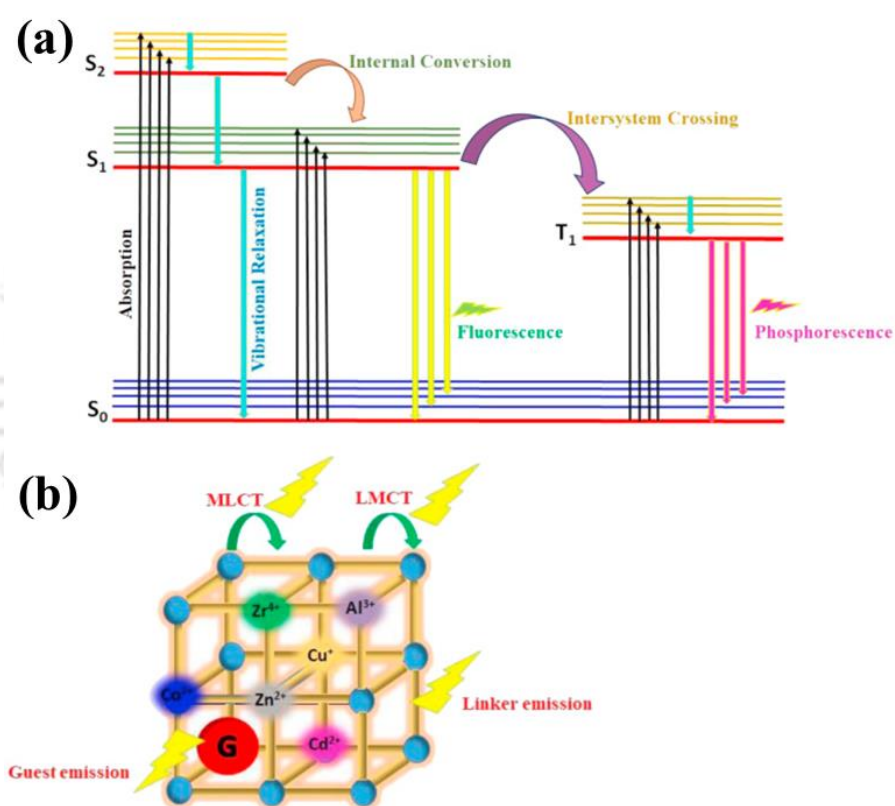 (a)
S2
Internal Conversion
Intersystem Crossing
S1
T1
Absorption
Vibrational Relaxation
Fluorescence
Phosphorescence
S0
(b)
MLCT
LMCT
Zr4+
Al3+
Cu+
Zn2+
Linker emission
G
Cd2+
Guest emission